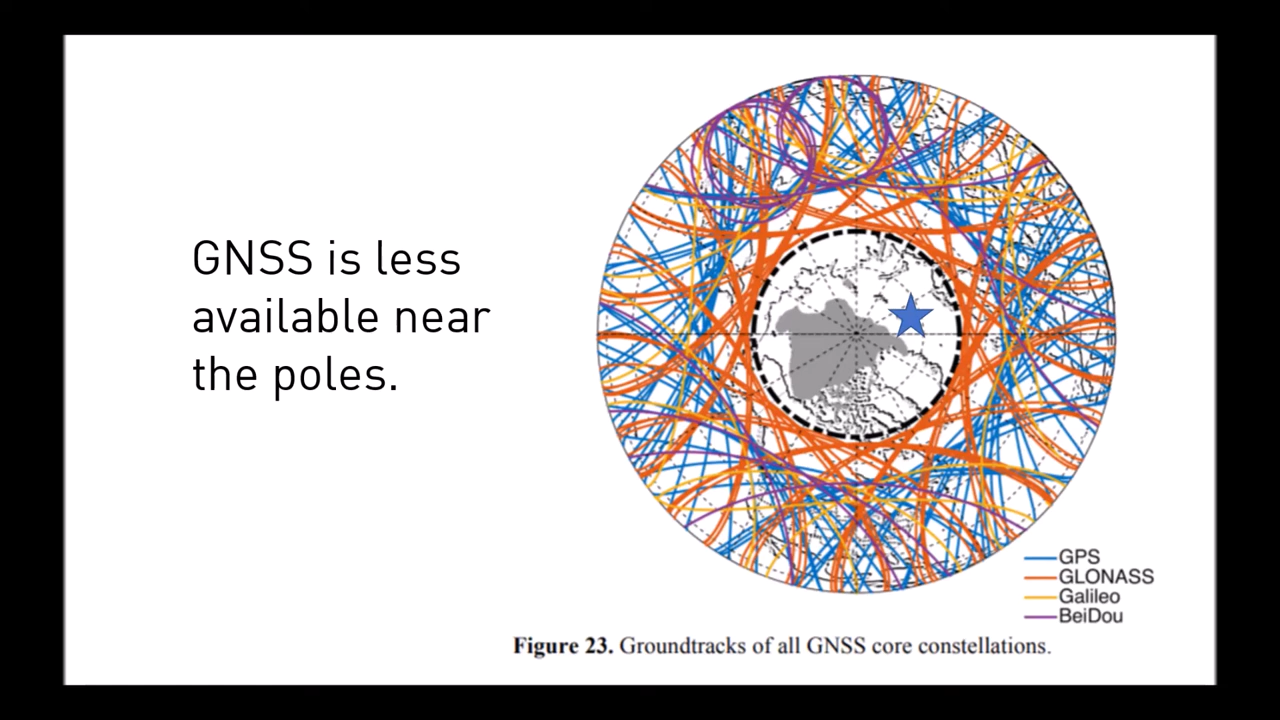 GNSS is less
available near
the poles.
GPS
GLONASS
Galileo
BeiDou
Figure 23. Groundtracks of all GNSS core constellations.